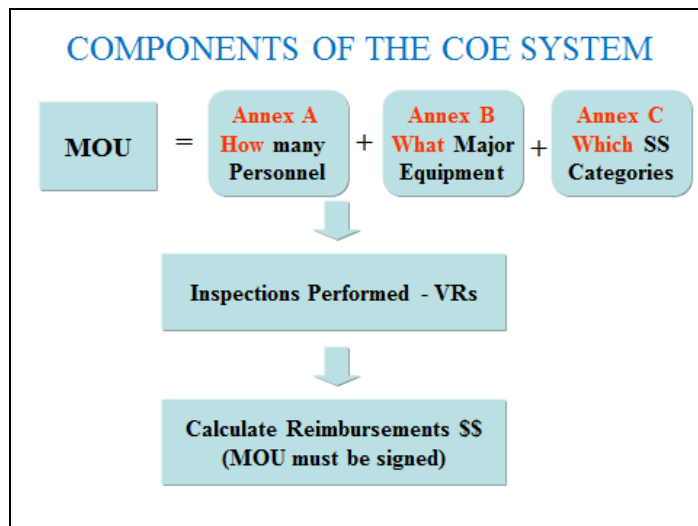 COMPONENTS OF THE COE SYSTEM
MOU
=
Annex A
How many
Personnel
+
Annex B
What Major
Equipment
+
Annex C
Which SS
Categories
Inspections Performed - VRs
Calculate Reimbursements $$
(MOU must be signed)